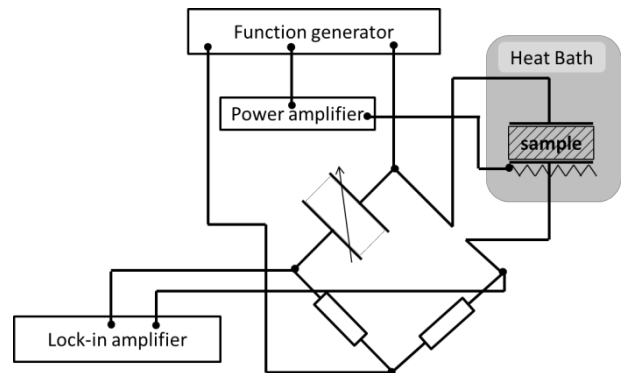 Function generator
Heat Bath
Power amplifier
sample
Lock-in amplifier